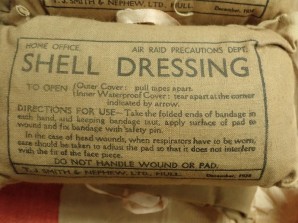 T. J. SMITH & NEPHEW. LTD., HULL. December, 1938
HOME OFFICE, AIR RAID PRECAUTIONS DEPT.
SHELL DRESSING
TO OPEN { Outer Cover : pull tapes apart.
Inner Waterproof Cover : tear apart at the corner
indicated by arrow.
DIRECTIONS FOR USE—Take the folded ends of bandage in
each hand, and keeping bandage taut, apply surface of pad to
wound and fix bandage with safety pin.
In the case of head wounds, when respirators have to be worn,
care should be taken to adjust the pad so that it does not interfere
with the fit of the face piece.
DO NOT HANDLE WOUND OR PAD.
T. J. SMITH & NEPHEW LTD., HULL. December, 1938